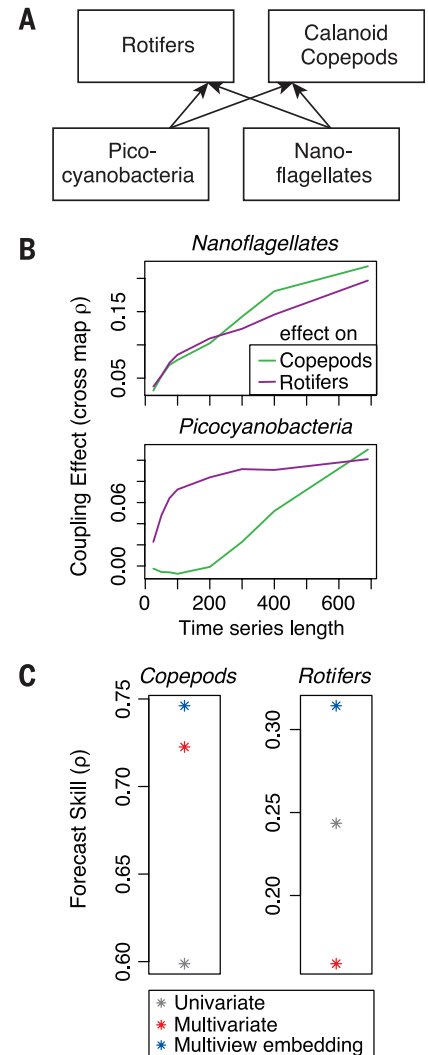 A
Rotifers
Calanoid
Copepods
Pico-
cyanobacteria
Nano-
flagellates
B
Nanoflagellates
0.15
0.05
effect on
Copepods
Rotifers
Coupling Effect (cross map ρ)
Picocyanobacteria
0.06
0.00
0 200 400 600
Time series length
C
Copepods
Rotifers
0.75
0.70
0.65
0.60
Forecast Skill (ρ)
0.30
0.25
0.20
Univariate
Multivariate
Multiview embedding